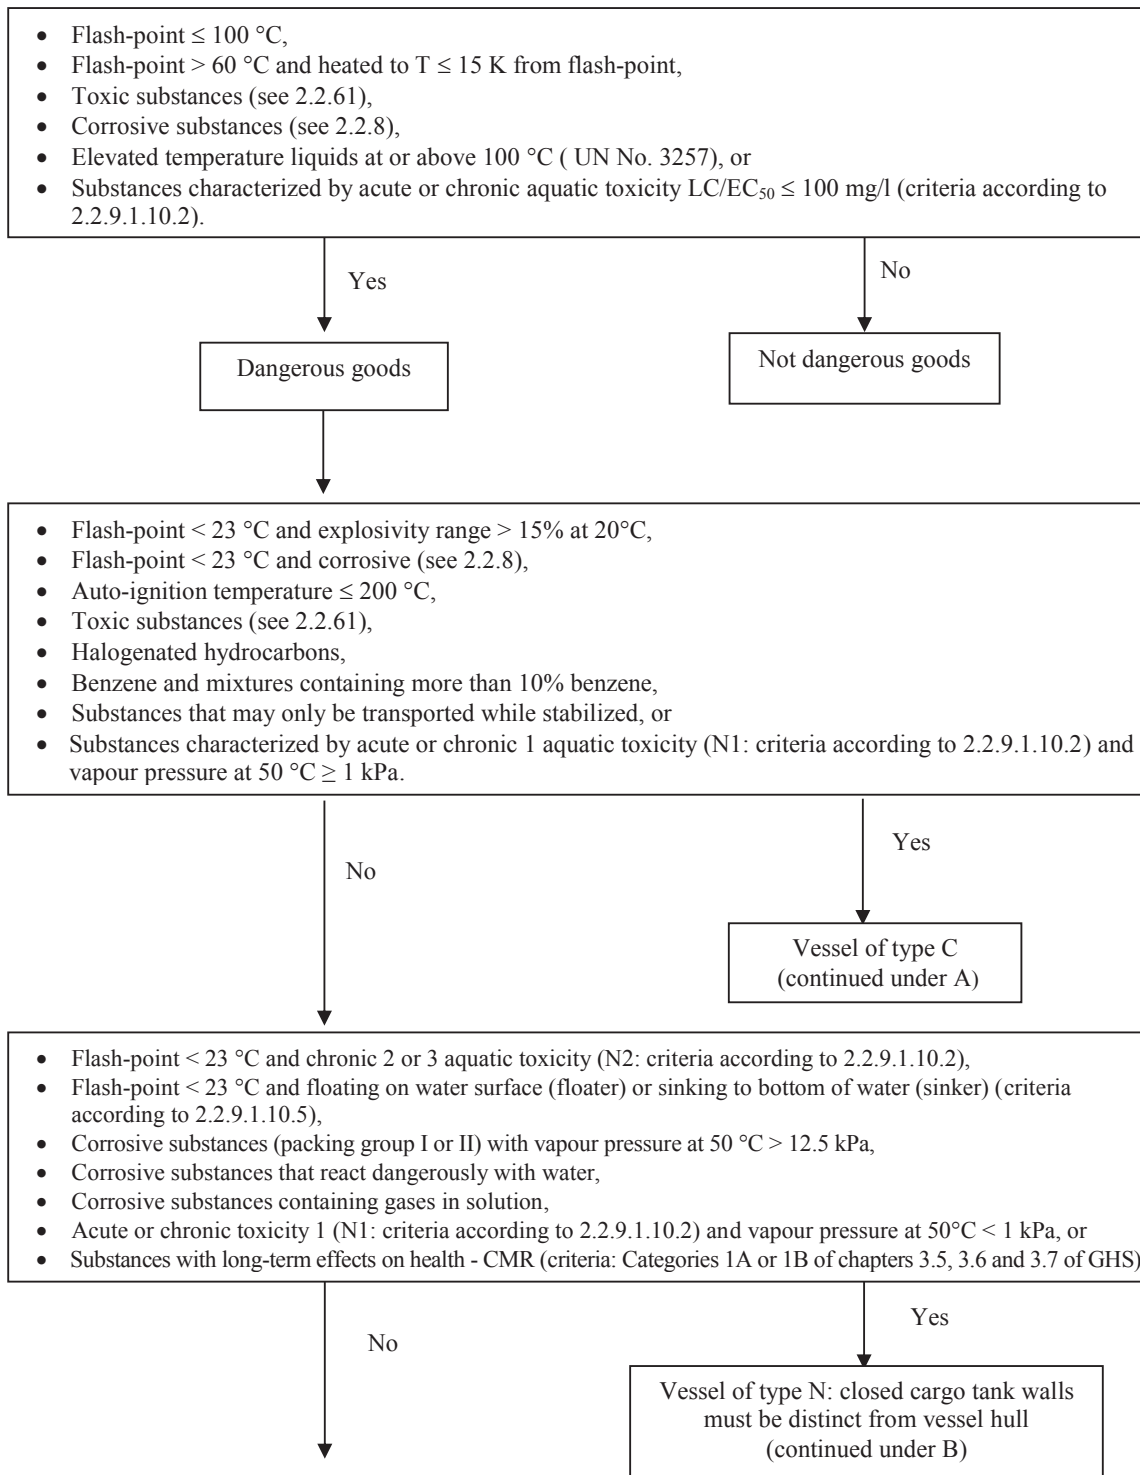 • Flash-point ≤ 100 °C,
• Flash-point > 60 °C and heated to T ≤ 15 K from flash-point,
• Toxic substances (see 2.2.61),
• Corrosive substances (see 2.2.8),
• Elevated temperature liquids at or above 100 °C ( UN No. 3257), or
• Substances characterized by acute or chronic aquatic toxicity LC/EC₅₀ ≤ 100 mg/l (criteria according to
2.2.9.1.10.2).
Yes
No
Dangerous goods
Not dangerous goods
• Flash-point < 23 °C and explosivity range > 15% at 20°C,
• Flash-point < 23 °C and corrosive (see 2.2.8),
• Auto-ignition temperature ≤ 200 °C,
• Toxic substances (see 2.2.61),
• Halogenated hydrocarbons,
• Benzene and mixtures containing more than 10% benzene,
• Substances that may only be transported while stabilized, or
• Substances characterized by acute or chronic 1 aquatic toxicity (N1: criteria according to 2.2.9.1.10.2) and
vapour pressure at 50 °C ≥ 1 kPa.
No
Yes
Vessel of type C
(continued under A)
• Flash-point < 23 °C and chronic 2 or 3 aquatic toxicity (N2: criteria according to 2.2.9.1.10.2),
• Flash-point < 23 °C and floating on water surface (floater) or sinking to bottom of water (sinker) (criteria
according to 2.2.9.1.10.5),
• Corrosive substances (packing group I or II) with vapour pressure at 50 °C > 12.5 kPa,
• Corrosive substances that react dangerously with water,
• Corrosive substances containing gases in solution,
• Acute or chronic toxicity 1 (N1: criteria according to 2.2.9.1.10.2) and vapour pressure at 50°C < 1 kPa, or
• Substances with long-term effects on health - CMR (criteria: Categories 1A or 1B of chapters 3.5, 3.6 and 3.7 of GHS)
No
Yes
Vessel of type N: closed cargo tank walls
must be distinct from vessel hull
(continued under B)